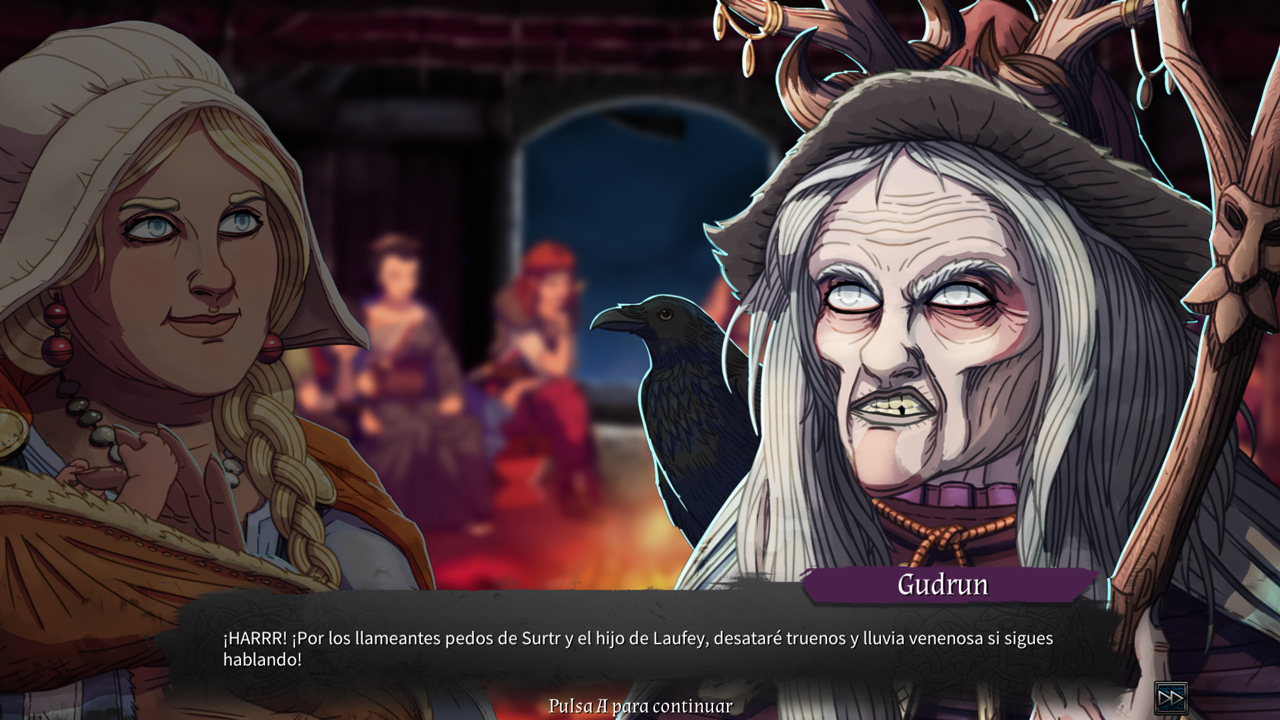 Gudrun
¡HARRR! ¡Por los llameantes pedos de Surtr y el hijo de Laufey, desataré truenos y lluvia venenosa si sigues
hablando!
Pulsa A para continuar